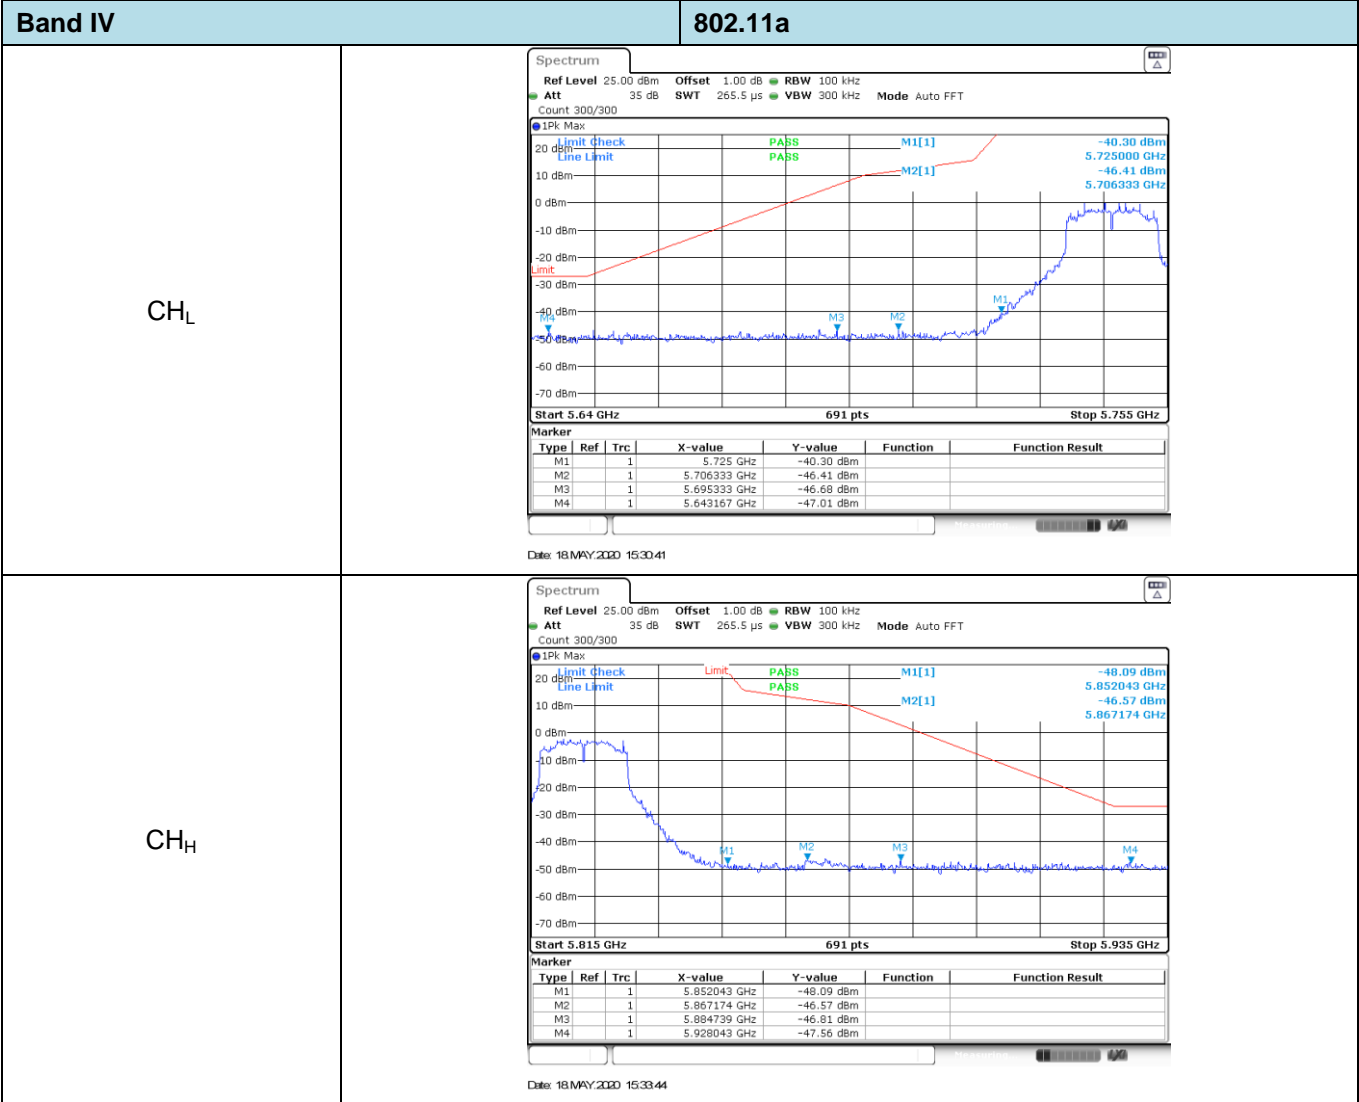 Band IV 802.11a
CHL
Spectrum
Ref Level 25.00 dBm Offset 1.00 dB RBW 100 kHz
Att 35 dB SWT 265.5 µs VBW 300 kHz Mode Auto FFT
Count 300/300
1Pk Max
Limit Check PASS M1[1] -40.30 dBm
20 dBm
Line Limit PASS 5.725000 GHz
M2[1] -46.41 dBm
10 dBm
5.706333 GHz
0 dBm
-10 dBm
-20 dBm
Limit
-30 dBm
M1
-40 dBm
M4 M3 M2
-50 dBm
-60 dBm
-70 dBm
Start 5.64 GHz 691 pts Stop 5.755 GHz
Marker
Type Ref Trc X-value Y-value Function Function Result
M1 1 5.725 GHz -40.30 dBm
M2 1 5.706333 GHz -46.41 dBm
M3 1 5.695333 GHz -46.68 dBm
M4 1 5.643167 GHz -47.01 dBm
Date: 18.MAY.2020 15:30:41
CHH
Spectrum
Ref Level 25.00 dBm Offset 1.00 dB RBW 100 kHz
Att 35 dB SWT 265.5 µs VBW 300 kHz Mode Auto FFT
Count 300/300
1Pk Max
Limit Check Limit PASS M1[1] -48.09 dBm
20 dBm
Line Limit PASS 5.852043 GHz
M2[1] -46.57 dBm
10 dBm
5.867174 GHz
0 dBm
-10 dBm
-20 dBm
-30 dBm
-40 dBm
M1 M2 M3 M4
-50 dBm
-60 dBm
-70 dBm
Start 5.815 GHz 691 pts Stop 5.935 GHz
Marker
Type Ref Trc X-value Y-value Function Function Result
M1 1 5.852043 GHz -48.09 dBm
M2 1 5.867174 GHz -46.57 dBm
M3 1 5.884739 GHz -46.81 dBm
M4 1 5.928043 GHz -47.56 dBm
Date: 18.MAY.2020 15:33:44